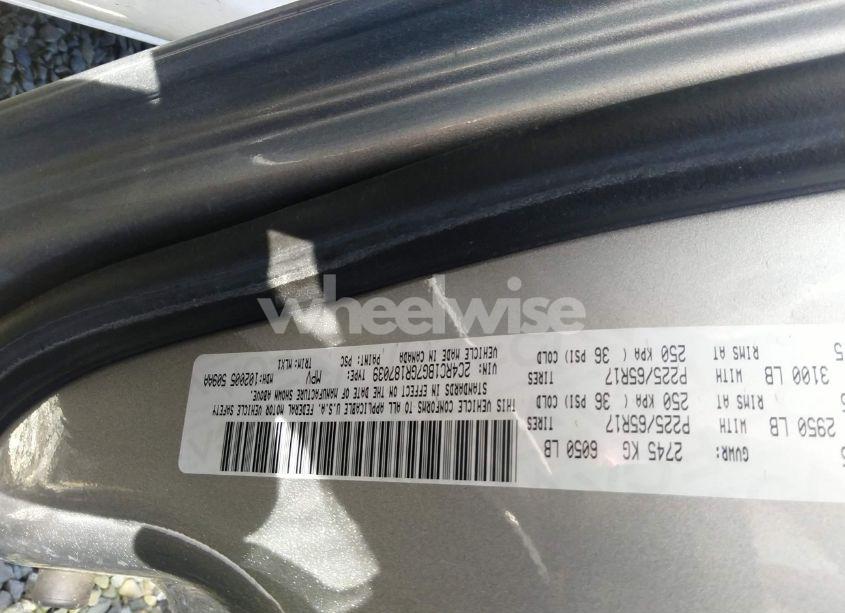 GVWR: 2745 KG 6050 LB
2950 LB WITH P225/65R17 TIRES
RIMS AT 250 KPA ( 36 PSI) COLD
3100 LB WITH P225/65R17 TIRES
RIMS AT 250 KPA ( 36 PSI) COLD
THIS VEHICLE CONFORMS TO ALL APPLICABLE U.S.A. FEDERAL MOTOR VEHICLE SAFETY
STANDARDS IN EFFECT ON THE DATE OF MANUFACTURE SHOWN ABOVE.
VIN: 2C4RC1BG7GR187039 TYPE: MPV MDH:102005 509AA
VEHICLE MADE IN CANADA PAINT: PSC TRIM:MLX1
wheelwise